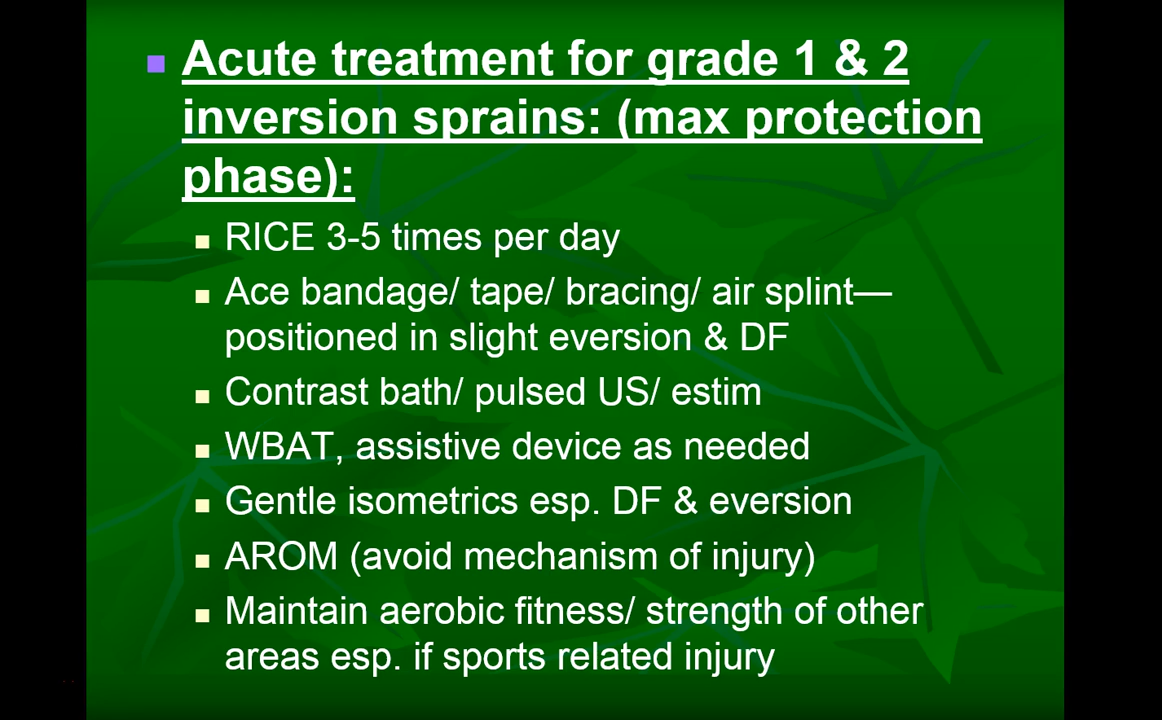 Acute treatment for grade 1 & 2
inversion sprains: (max protection
phase):
RICE 3-5 times per day
Ace bandage/ tape/ bracing/ air splint—
positioned in slight eversion & DF
Contrast bath/ pulsed US/ estim
WBAT, assistive device as needed
Gentle isometrics esp. DF & eversion
AROM (avoid mechanism of injury)
Maintain aerobic fitness/ strength of other
areas esp. if sports related injury